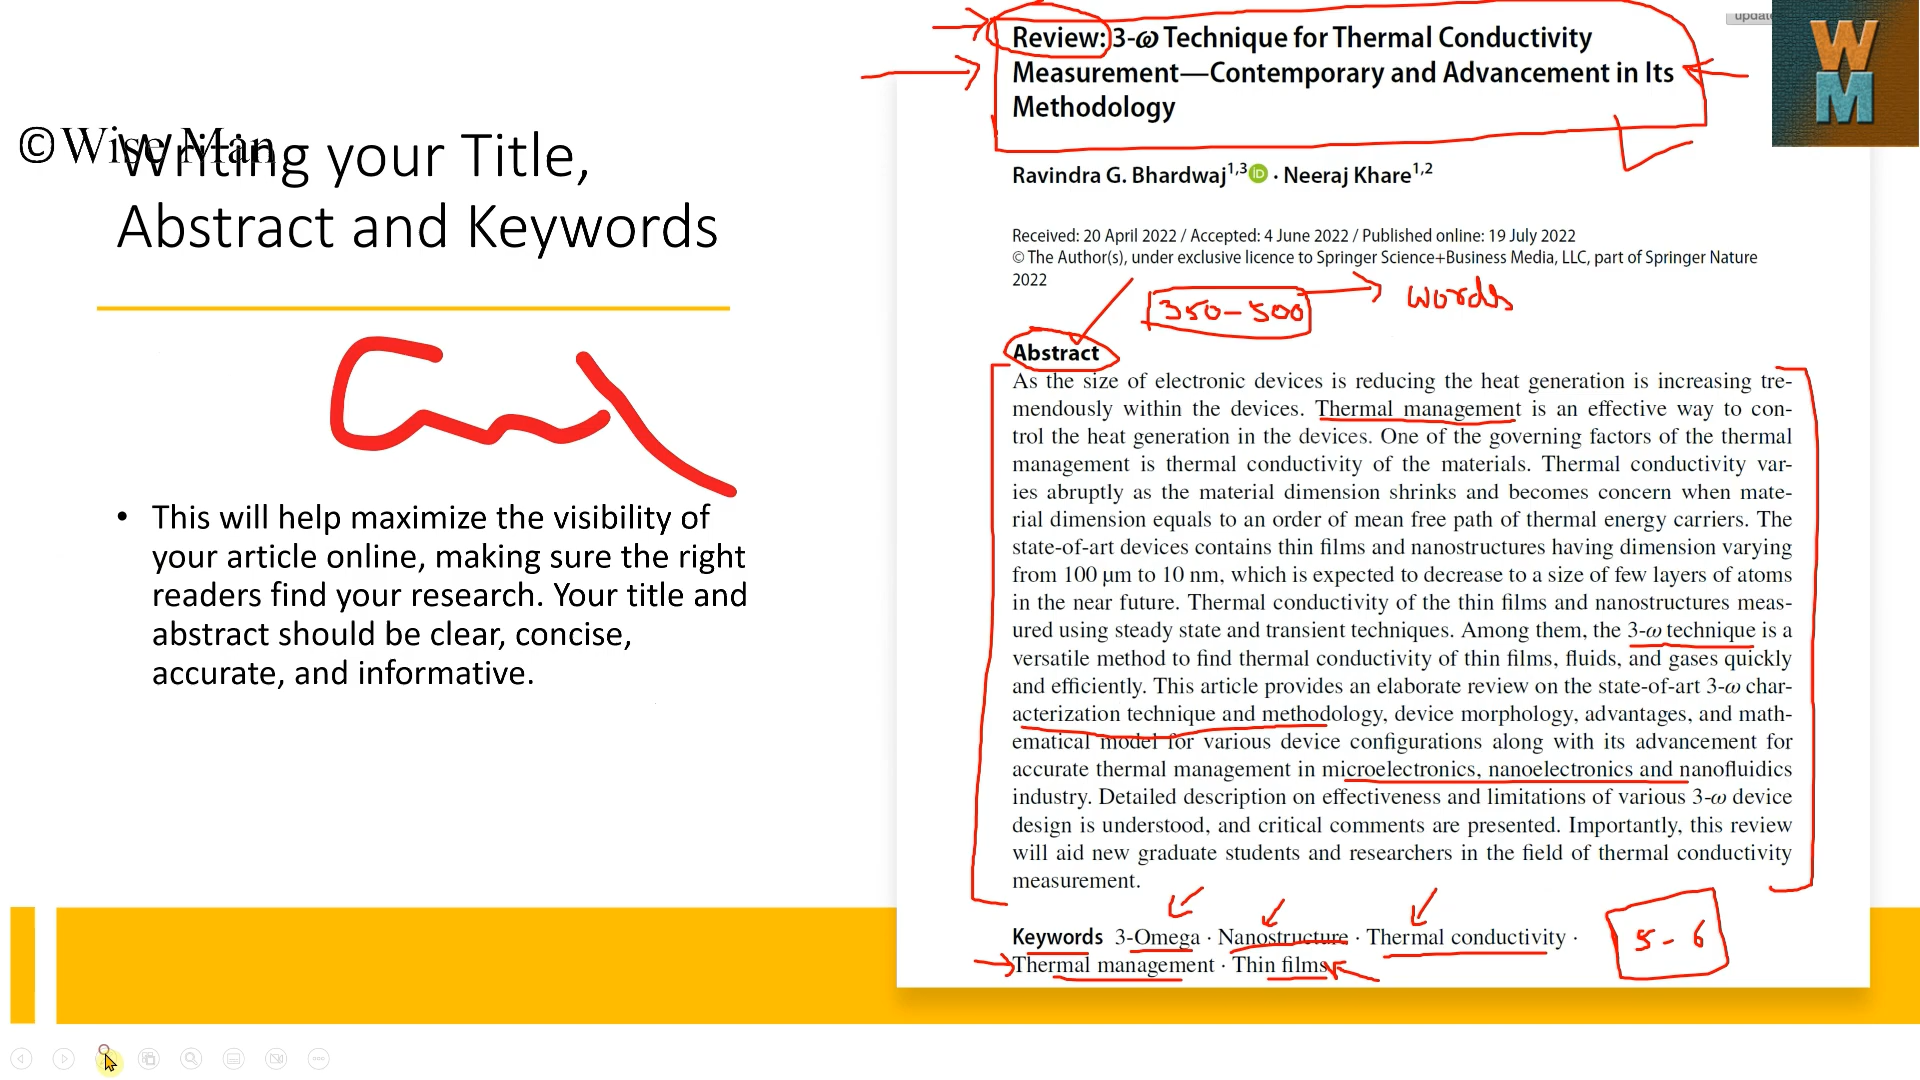 ©Wise Man
Writing your Title,
Abstract and Keywords
• This will help maximize the visibility of
your article online, making sure the right
readers find your research. Your title and
abstract should be clear, concise,
accurate, and informative.
Review: 3-ω Technique for Thermal Conductivity
Measurement—Contemporary and Advancement in Its
Methodology
WM
Ravindra G. Bhardwaj1,3 iD · Neeraj Khare1,2
Received: 20 April 2022 / Accepted: 4 June 2022 / Published online: 19 July 2022
© The Author(s), under exclusive licence to Springer Science+Business Media, LLC, part of Springer Nature
2022
350-500 words
Abstract
As the size of electronic devices is reducing the heat generation is increasing tre-
mendously within the devices. Thermal management is an effective way to con-
trol the heat generation in the devices. One of the governing factors of the thermal
management is thermal conductivity of the materials. Thermal conductivity var-
ies abruptly as the material dimension shrinks and becomes concern when mate-
rial dimension equals to an order of mean free path of thermal energy carriers. The
state-of-art devices contains thin films and nanostructures having dimension varying
from 100 μm to 10 nm, which is expected to decrease to a size of few layers of atoms
in the near future. Thermal conductivity of the thin films and nanostructures meas-
ured using steady state and transient techniques. Among them, the 3-ω technique is a
versatile method to find thermal conductivity of thin films, fluids, and gases quickly
and efficiently. This article provides an elaborate review on the state-of-art 3-ω char-
acterization technique and methodology, device morphology, advantages, and math-
ematical model for various device configurations along with its advancement for
accurate thermal management in microelectronics, nanoelectronics and nanofluidics
industry. Detailed description on effectiveness and limitations of various 3-ω device
design is understood, and critical comments are presented. Importantly, this review
will aid new graduate students and researchers in the field of thermal conductivity
measurement.
Keywords 3-Omega · Nanostructure · Thermal conductivity ·
Thermal management · Thin films
5-6